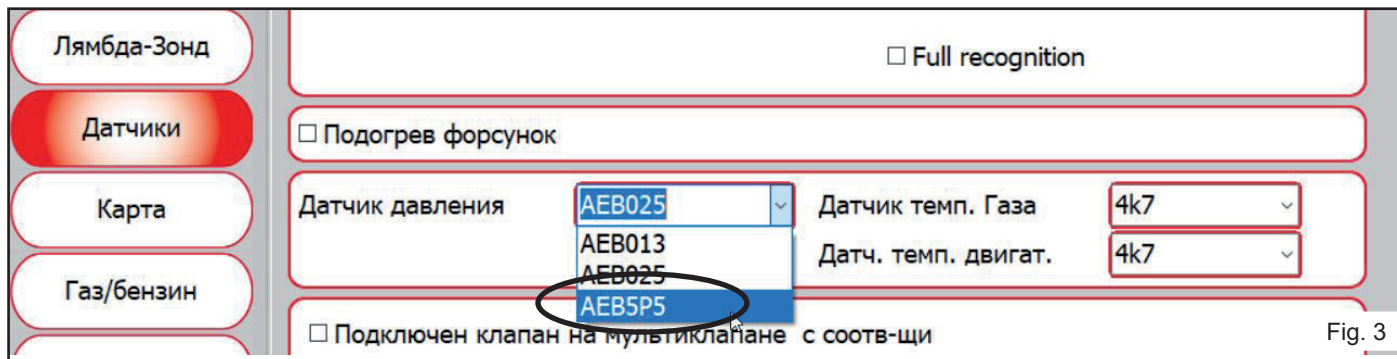 Лямбда-Зонд
Full recognition
Датчики
Подогрев форсунок
Карта
Датчик давления
AEB025
Датчик темп. Газа
4k7
AEB013
AEB025
AEB5P5
Датч. темп. двигат.
4k7
Газ/бензин
Подключен клапан на мультиклапане с соотв-щи
Fig. 3